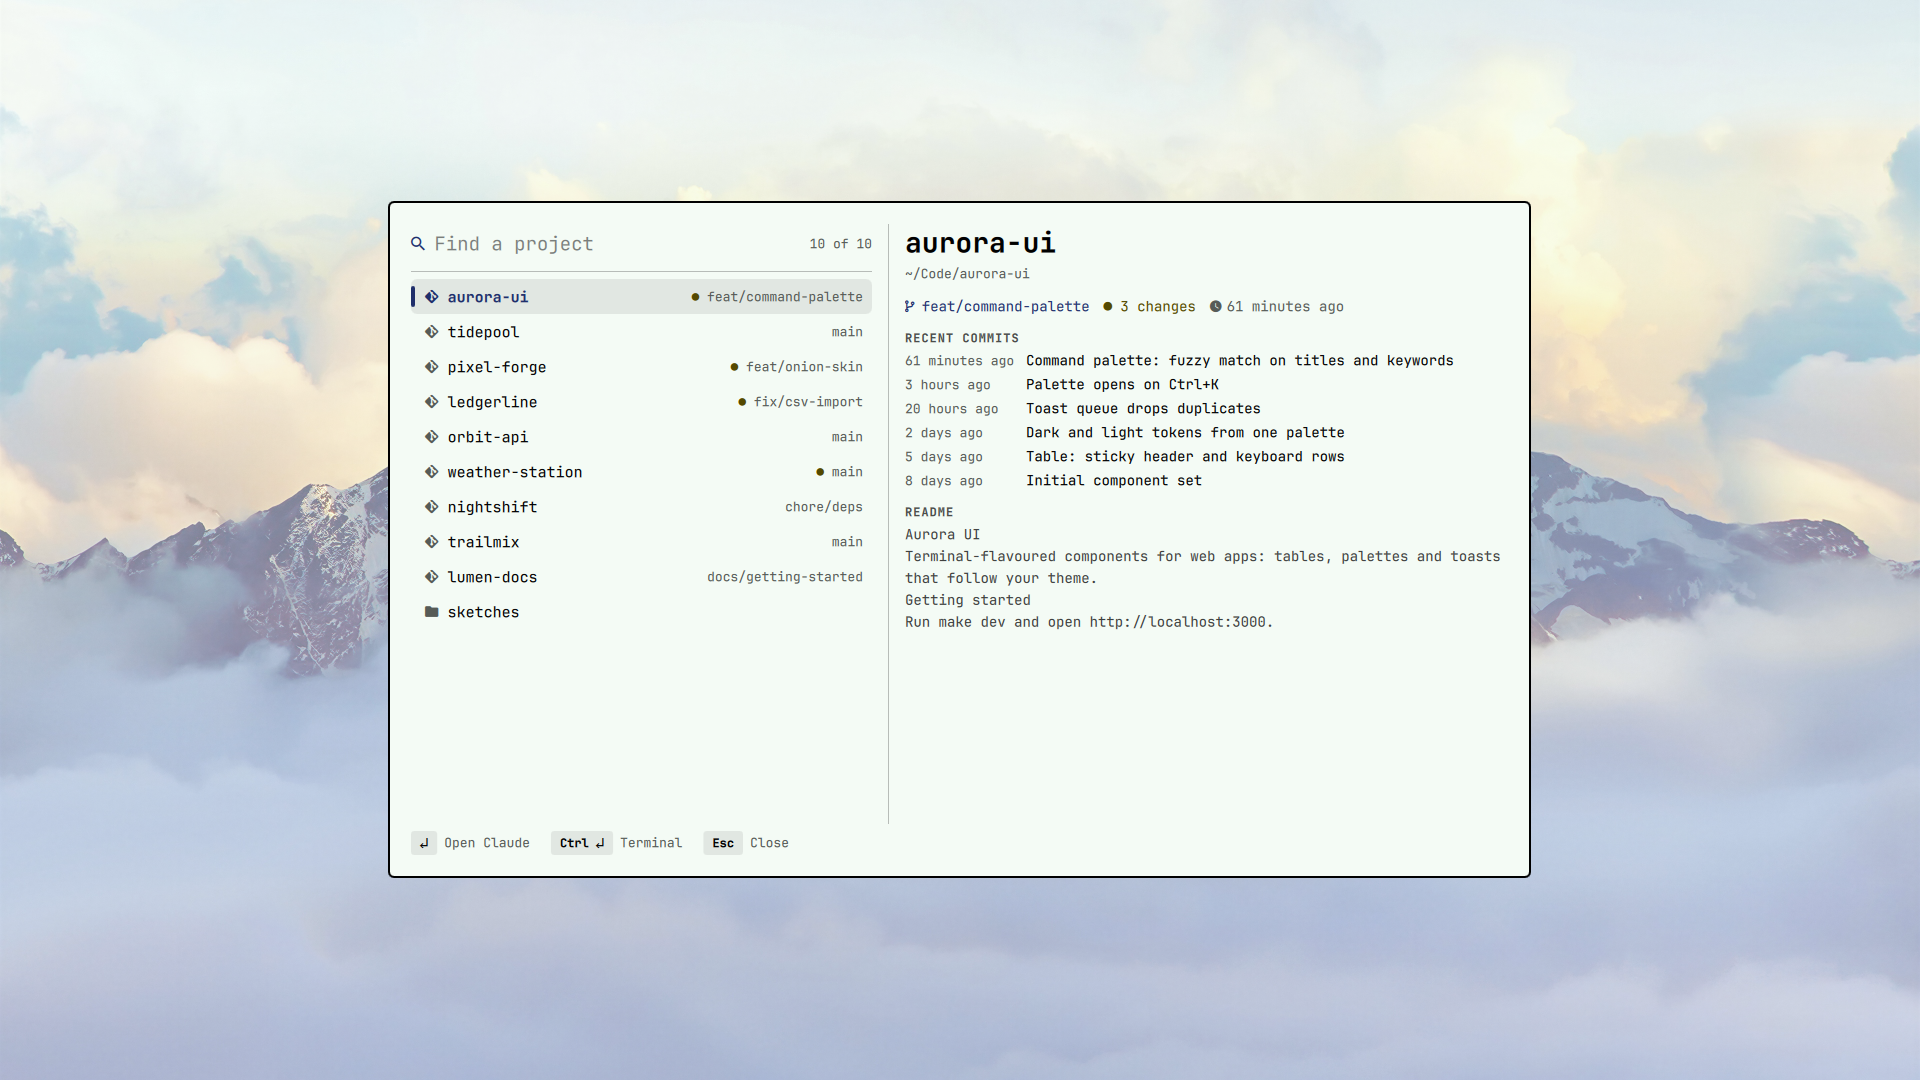 Find a project
10 of 10
aurora-ui
feat/command-palette
tidepool
main
pixel-forge
feat/onion-skin
ledgerline
fix/csv-import
orbit-api
main
weather-station
main
nightshift
chore/deps
trailmix
main
lumen-docs
docs/getting-started
sketches
aurora-ui
~/Code/aurora-ui
feat/command-palette 3 changes 61 minutes ago
RECENT COMMITS
61 minutes ago Command palette: fuzzy match on titles and keywords
3 hours ago Palette opens on Ctrl+K
20 hours ago Toast queue drops duplicates
2 days ago Dark and light tokens from one palette
5 days ago Table: sticky header and keyboard rows
8 days ago Initial component set
README
Aurora UI
Terminal-flavoured components for web apps: tables, palettes and toasts
that follow your theme.
Getting started
Run make dev and open http://localhost:3000.
↲ Open Claude Ctrl ↲ Terminal Esc Close